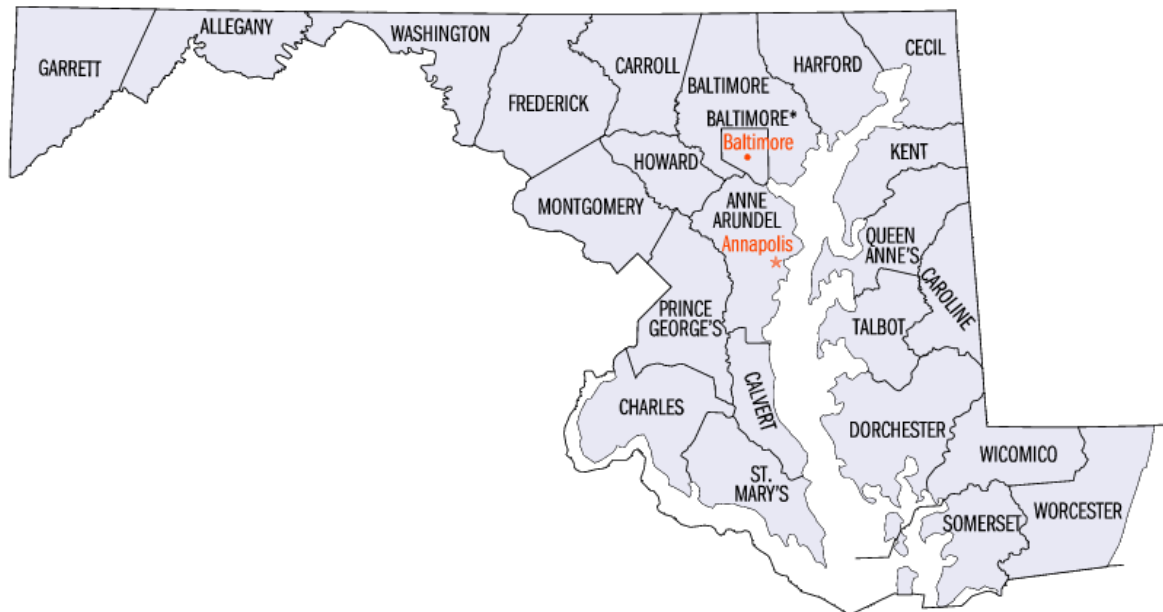 GARRETT
ALLEGANY
WASHINGTON
FREDERICK
CARROLL
BALTIMORE
HARFORD
CECIL
BALTIMORE*
Baltimore
HOWARD
KENT
MONTGOMERY
ANNE
ARUNDEL
Annapolis
QUEEN
ANNE'S
CAROLINE
PRINCE
GEORGE'S
TALBOT
CHARLES
CALVERT
DORCHESTER
WICOMICO
ST.
MARY'S
SOMERSET
WORCESTER